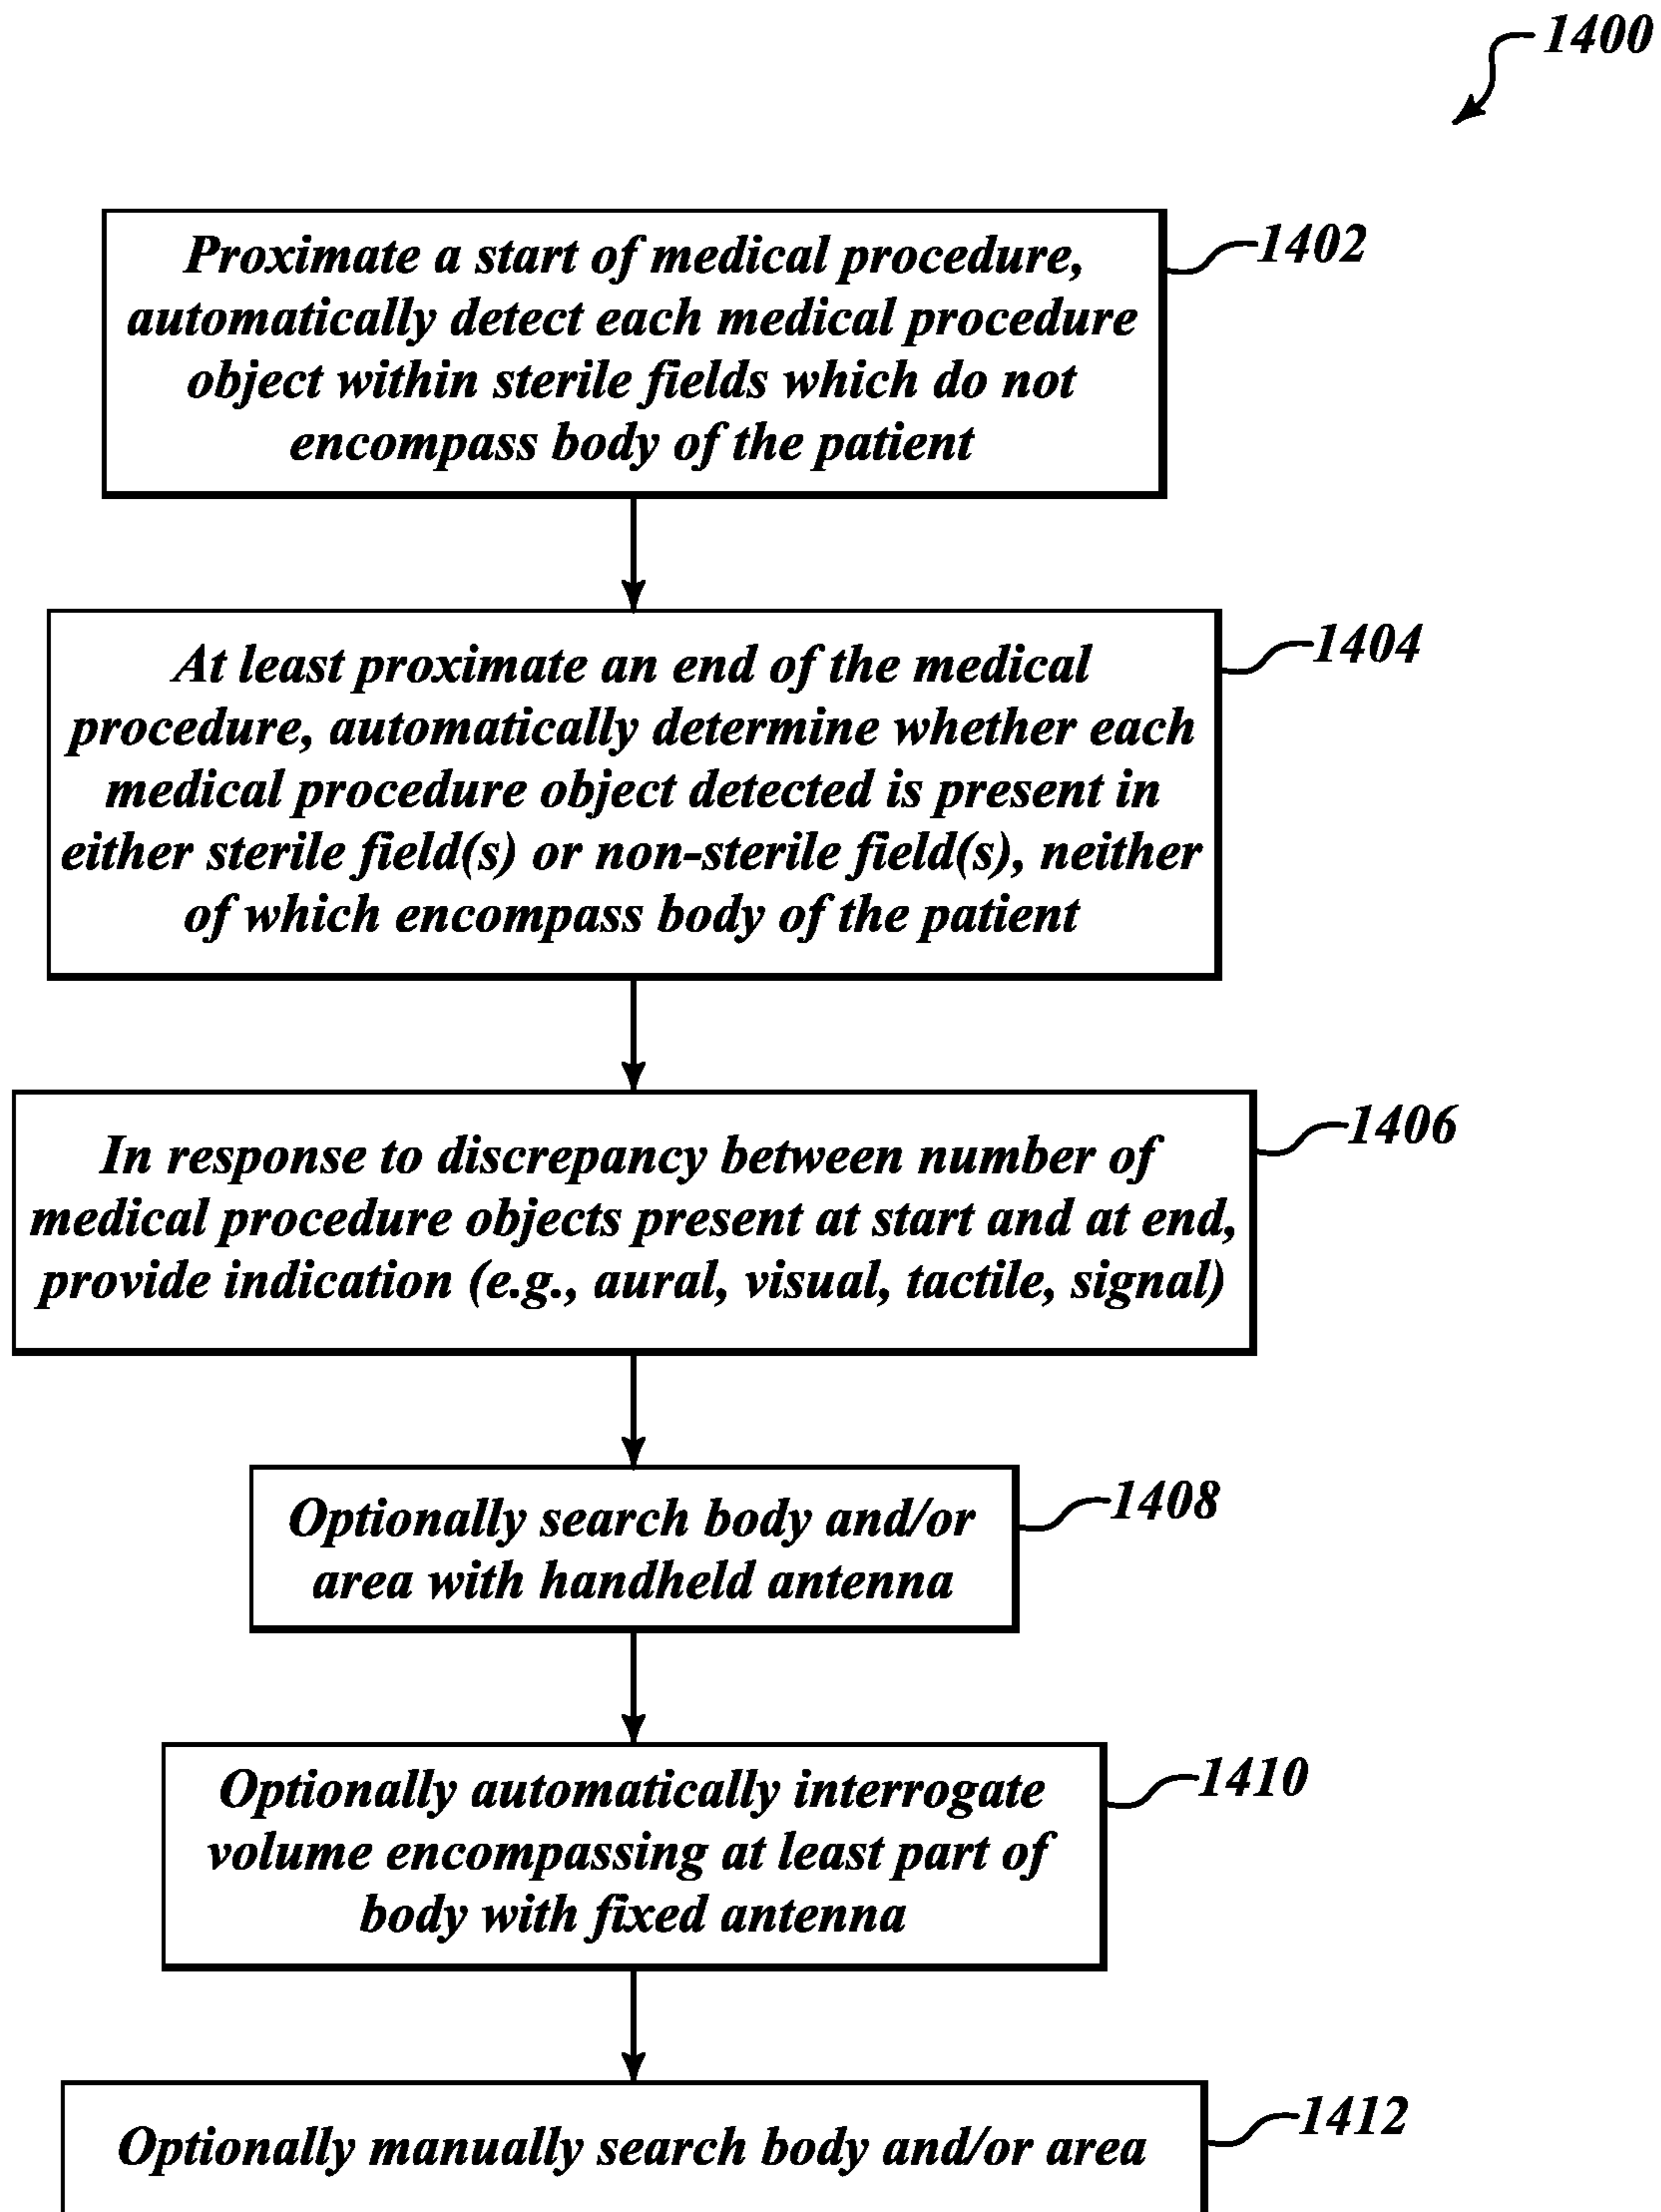 1400
Proximate a start of medical procedure,
1402
automatically detect each medical procedure
object within sterile fields which do not
encompass body of the patient
At least proximate an end of the medical
1404
procedure, automatically determine whether each
medical procedure object detected is present in
either sterile field(s) or non-sterile field(s), neither
of which encompass body of the patient
In response to discrepancy between number of
1406
medical procedure objects present at start and at end,
provide indication (e.g., aural, visual, tactile, signal)
Optionally search body and/or
1408
area with handheld antenna
Optionally automatically interrogate
1410
volume encompassing at least part of
body with fixed antenna
Optionally manually search body and/or area
1412